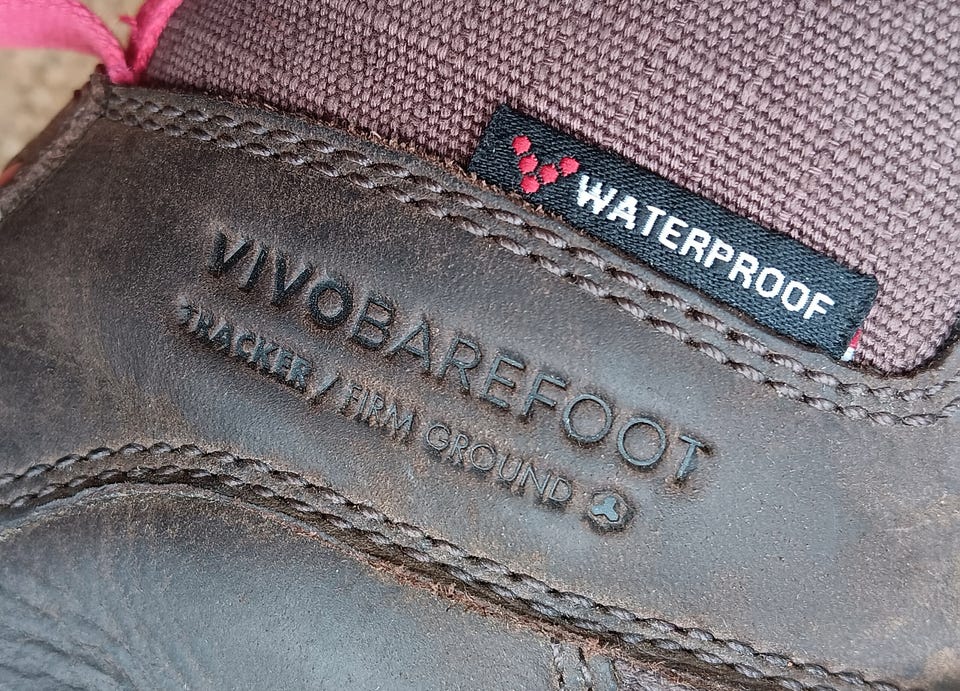 WATERPROOF
VIVOBAREFOOT
TRACKER / FIRM GROUND